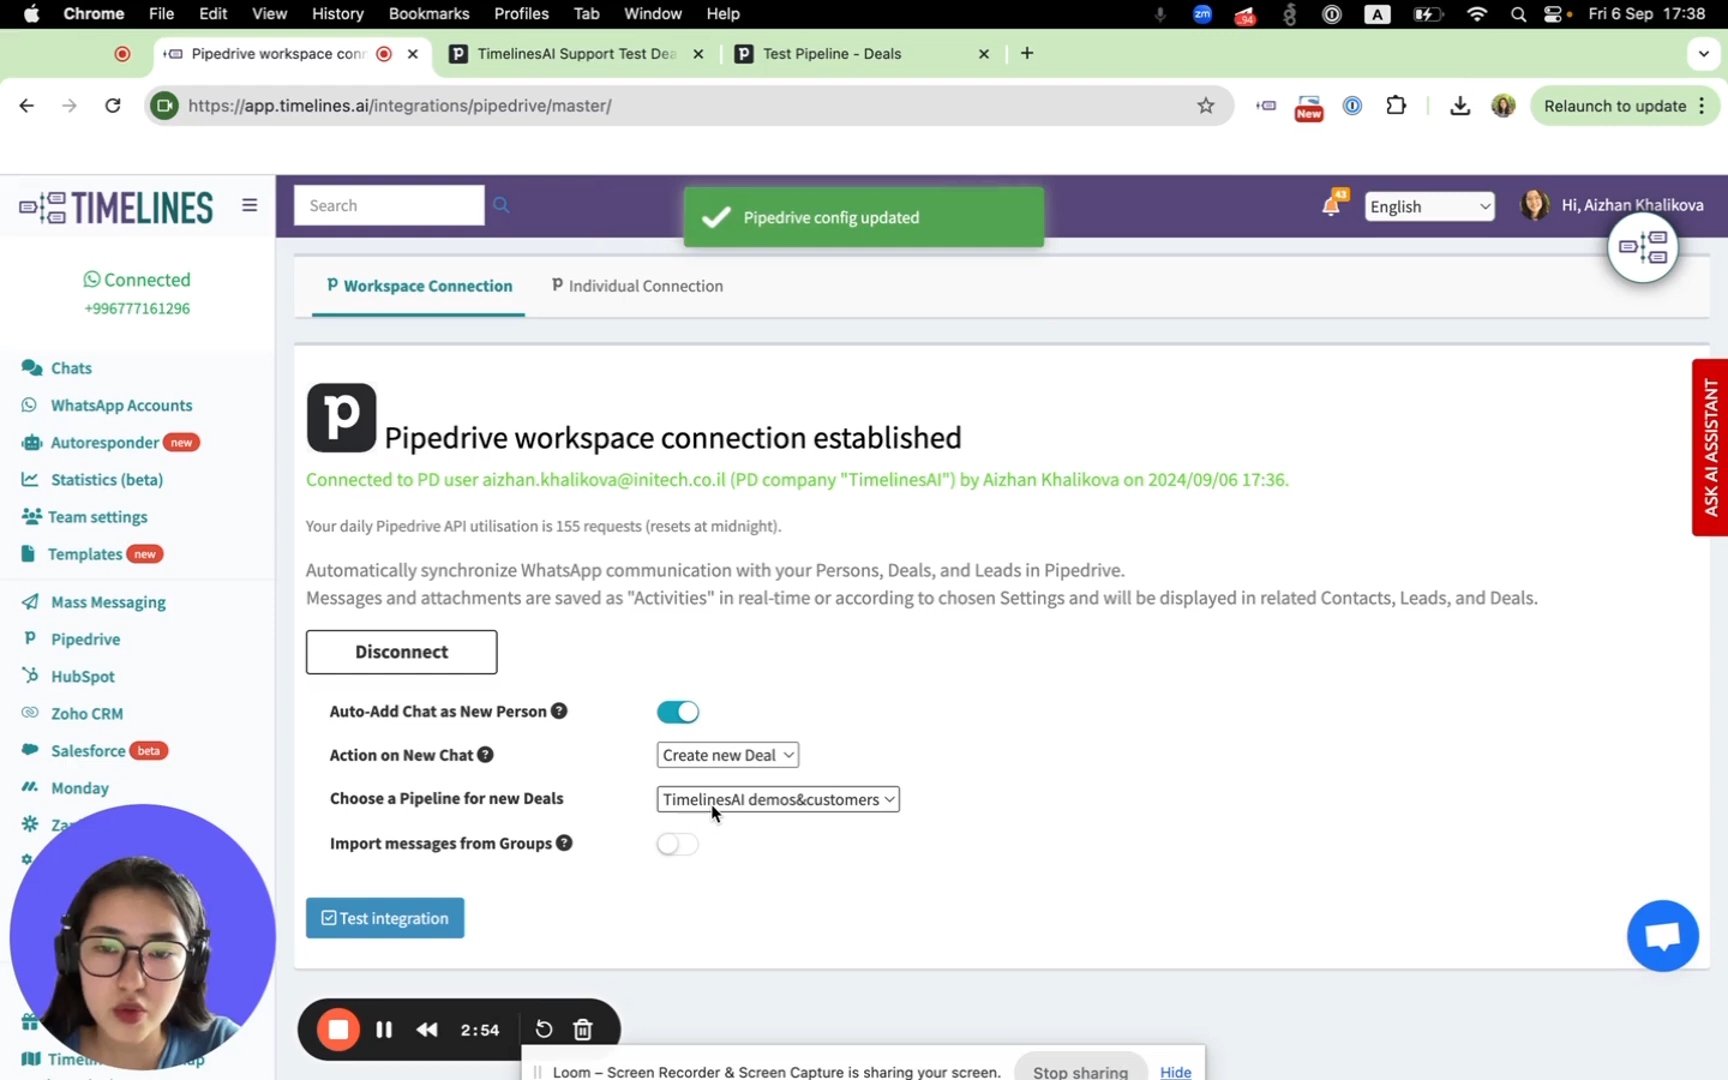 Chrome File Edit View History Bookmarks Profiles Tab Window Help
zm 94 A Fri 6 Sep 17:38
Pipedrive workspace conn
TimelinesAI Support Test Dea
Test Pipeline - Deals
https://app.timelines.ai/integrations/pipedrive/master/
New
Relaunch to update
TIMELINES
Search
Pipedrive config updated
43
English
Hi, Aizhan Khalikova
Connected
+996777161296
Workspace Connection
Individual Connection
Chats
WhatsApp Accounts
Autoresponder new
Statistics (beta)
Team settings
Templates new
Mass Messaging
Pipedrive
HubSpot
Zoho CRM
Salesforce beta
Monday
p Pipedrive workspace connection established
Connected to PD user aizhan.khalikova@initech.co.il (PD company "TimelinesAI") by Aizhan Khalikova on 2024/09/06 17:36.
Your daily Pipedrive API utilisation is 155 requests (resets at midnight).
Automatically synchronize WhatsApp communication with your Persons, Deals, and Leads in Pipedrive.
Messages and attachments are saved as "Activities" in real-time or according to chosen Settings and will be displayed in related Contacts, Leads, and Deals.
Disconnect
Auto-Add Chat as New Person ?
Action on New Chat ? Create new Deal
Choose a Pipeline for new Deals TimelinesAI demos&customers
Import messages from Groups ?
Test integration
ASK AI ASSISTANT
2:54
Loom – Screen Recorder & Screen Capture is sharing your screen. Stop sharing Hide